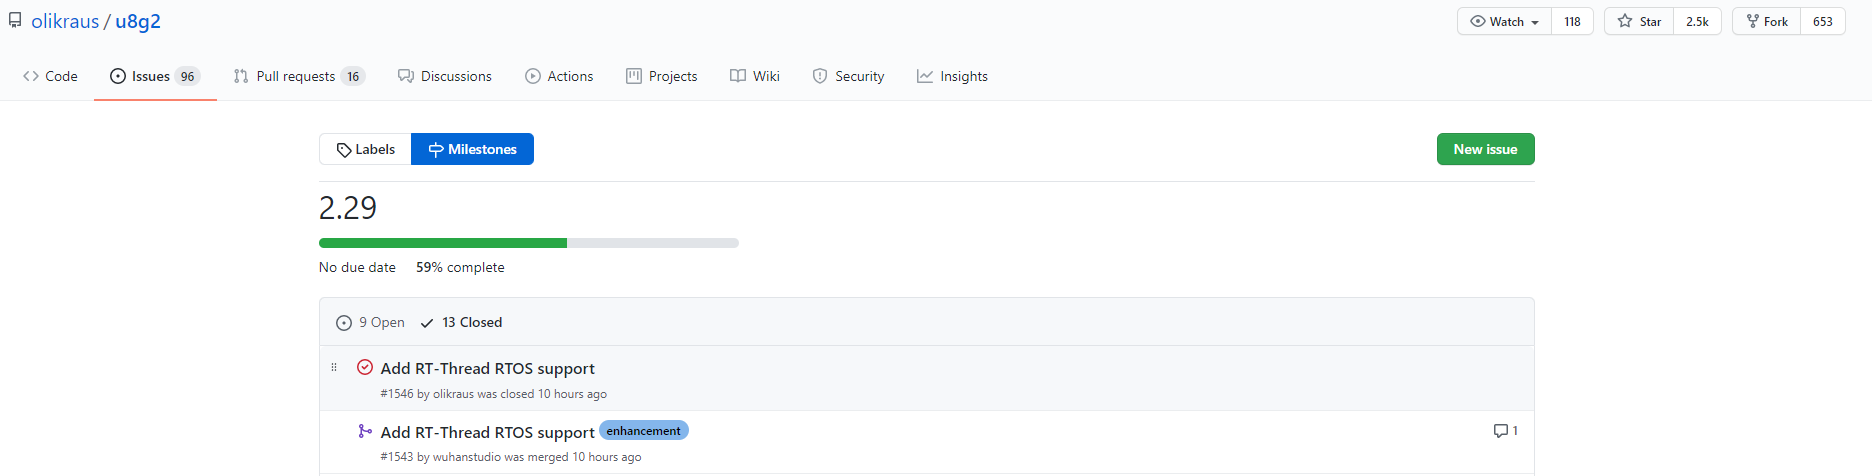 olikraus / u8g2
Watch 118 Star 2.5k Fork 653
Code Issues 96 Pull requests 16 Discussions Actions Projects Wiki Security Insights
Labels Milestones New issue
2.29
No due date 59% complete
9 Open 13 Closed
Add RT-Thread RTOS support
#1546 by olikraus was closed 10 hours ago
Add RT-Thread RTOS support enhancement 1
#1543 by wuhanstudio was merged 10 hours ago